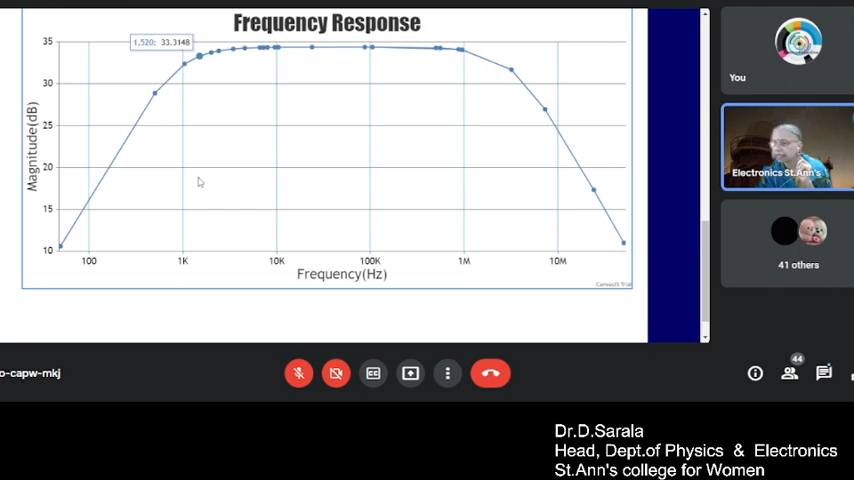 Frequency Response
1,520: 33.3148
35
30
25
20
15
10
Magnitude(dB)
100
1K
10K
100K
1M
10M
Frequency(Hz)
CanvasJS Trial
You
Electronics St.Ann's
41 others
o-capw-mkj
44
Dr.D.Sarala
Head, Dept.of Physics & Electronics
St.Ann's college for Women